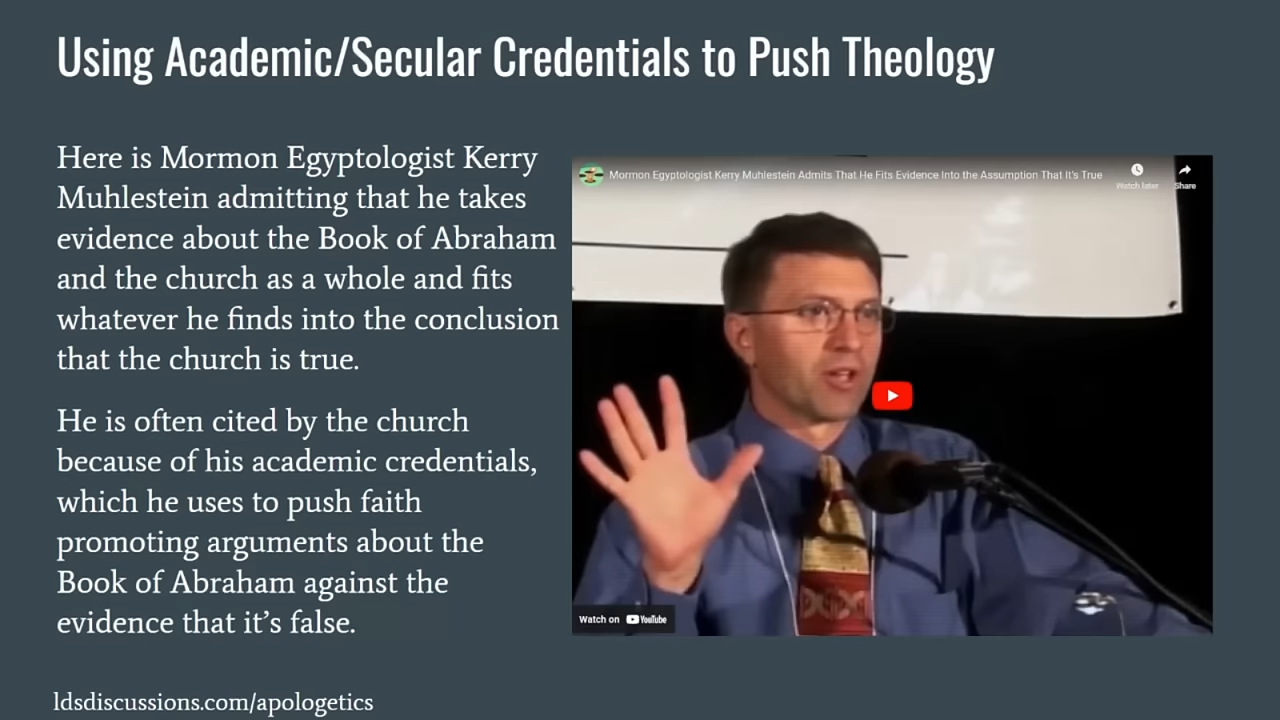 Using Academic/Secular Credentials to Push Theology
Here is Mormon Egyptologist Kerry
Muhlestein admitting that he takes
evidence about the Book of Abraham
and the church as a whole and fits
whatever he finds into the conclusion
that the church is true.
He is often cited by the church
because of his academic credentials,
which he uses to push faith
promoting arguments about the
Book of Abraham against the
evidence that it’s false.
Mormon Egyptologist Kerry Muhlestein Admits That He Fits Evidence Into the Assumption That It's True
Watch later
Share
Watch on YouTube
ldsdiscussions.com/apologetics